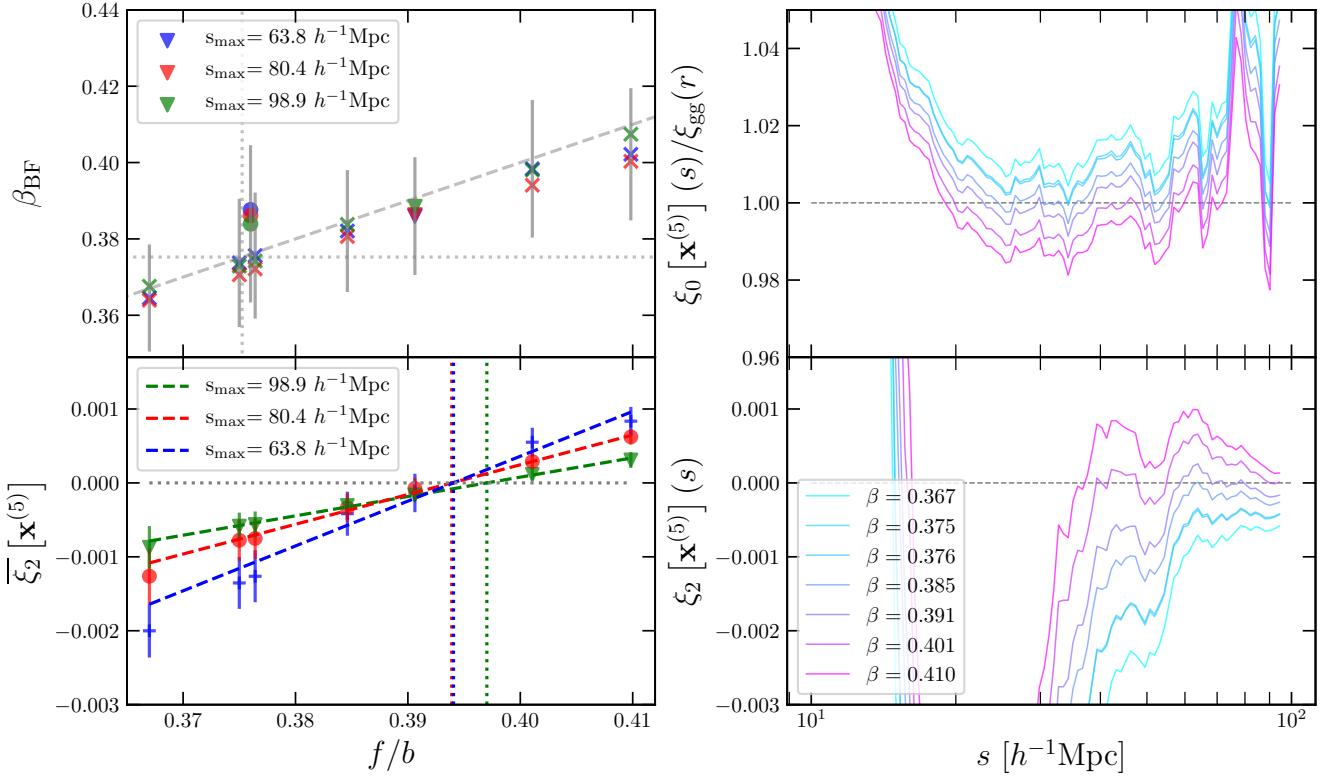 0.44
0.42
0.40
0.38
0.36
β_BF
s_max = 63.8 h⁻¹Mpc
s_max = 80.4 h⁻¹Mpc
s_max = 98.9 h⁻¹Mpc
1.04
1.02
1.00
0.98
0.96
ξ₀ [x⁽⁵⁾] (s)/ξ_gg(r)
0.001
0.000
−0.001
−0.002
−0.003
ξ̅₂ [x⁽⁵⁾]
s_max= 98.9 h⁻¹Mpc
s_max= 80.4 h⁻¹Mpc
s_max= 63.8 h⁻¹Mpc
0.37 0.38 0.39 0.40 0.41
f/b
0.001
0.000
−0.001
−0.002
−0.003
ξ₂ [x⁽⁵⁾] (s)
β = 0.367
β = 0.375
β = 0.376
β = 0.385
β = 0.391
β = 0.401
β = 0.410
10¹ 10²
s [h⁻¹Mpc]